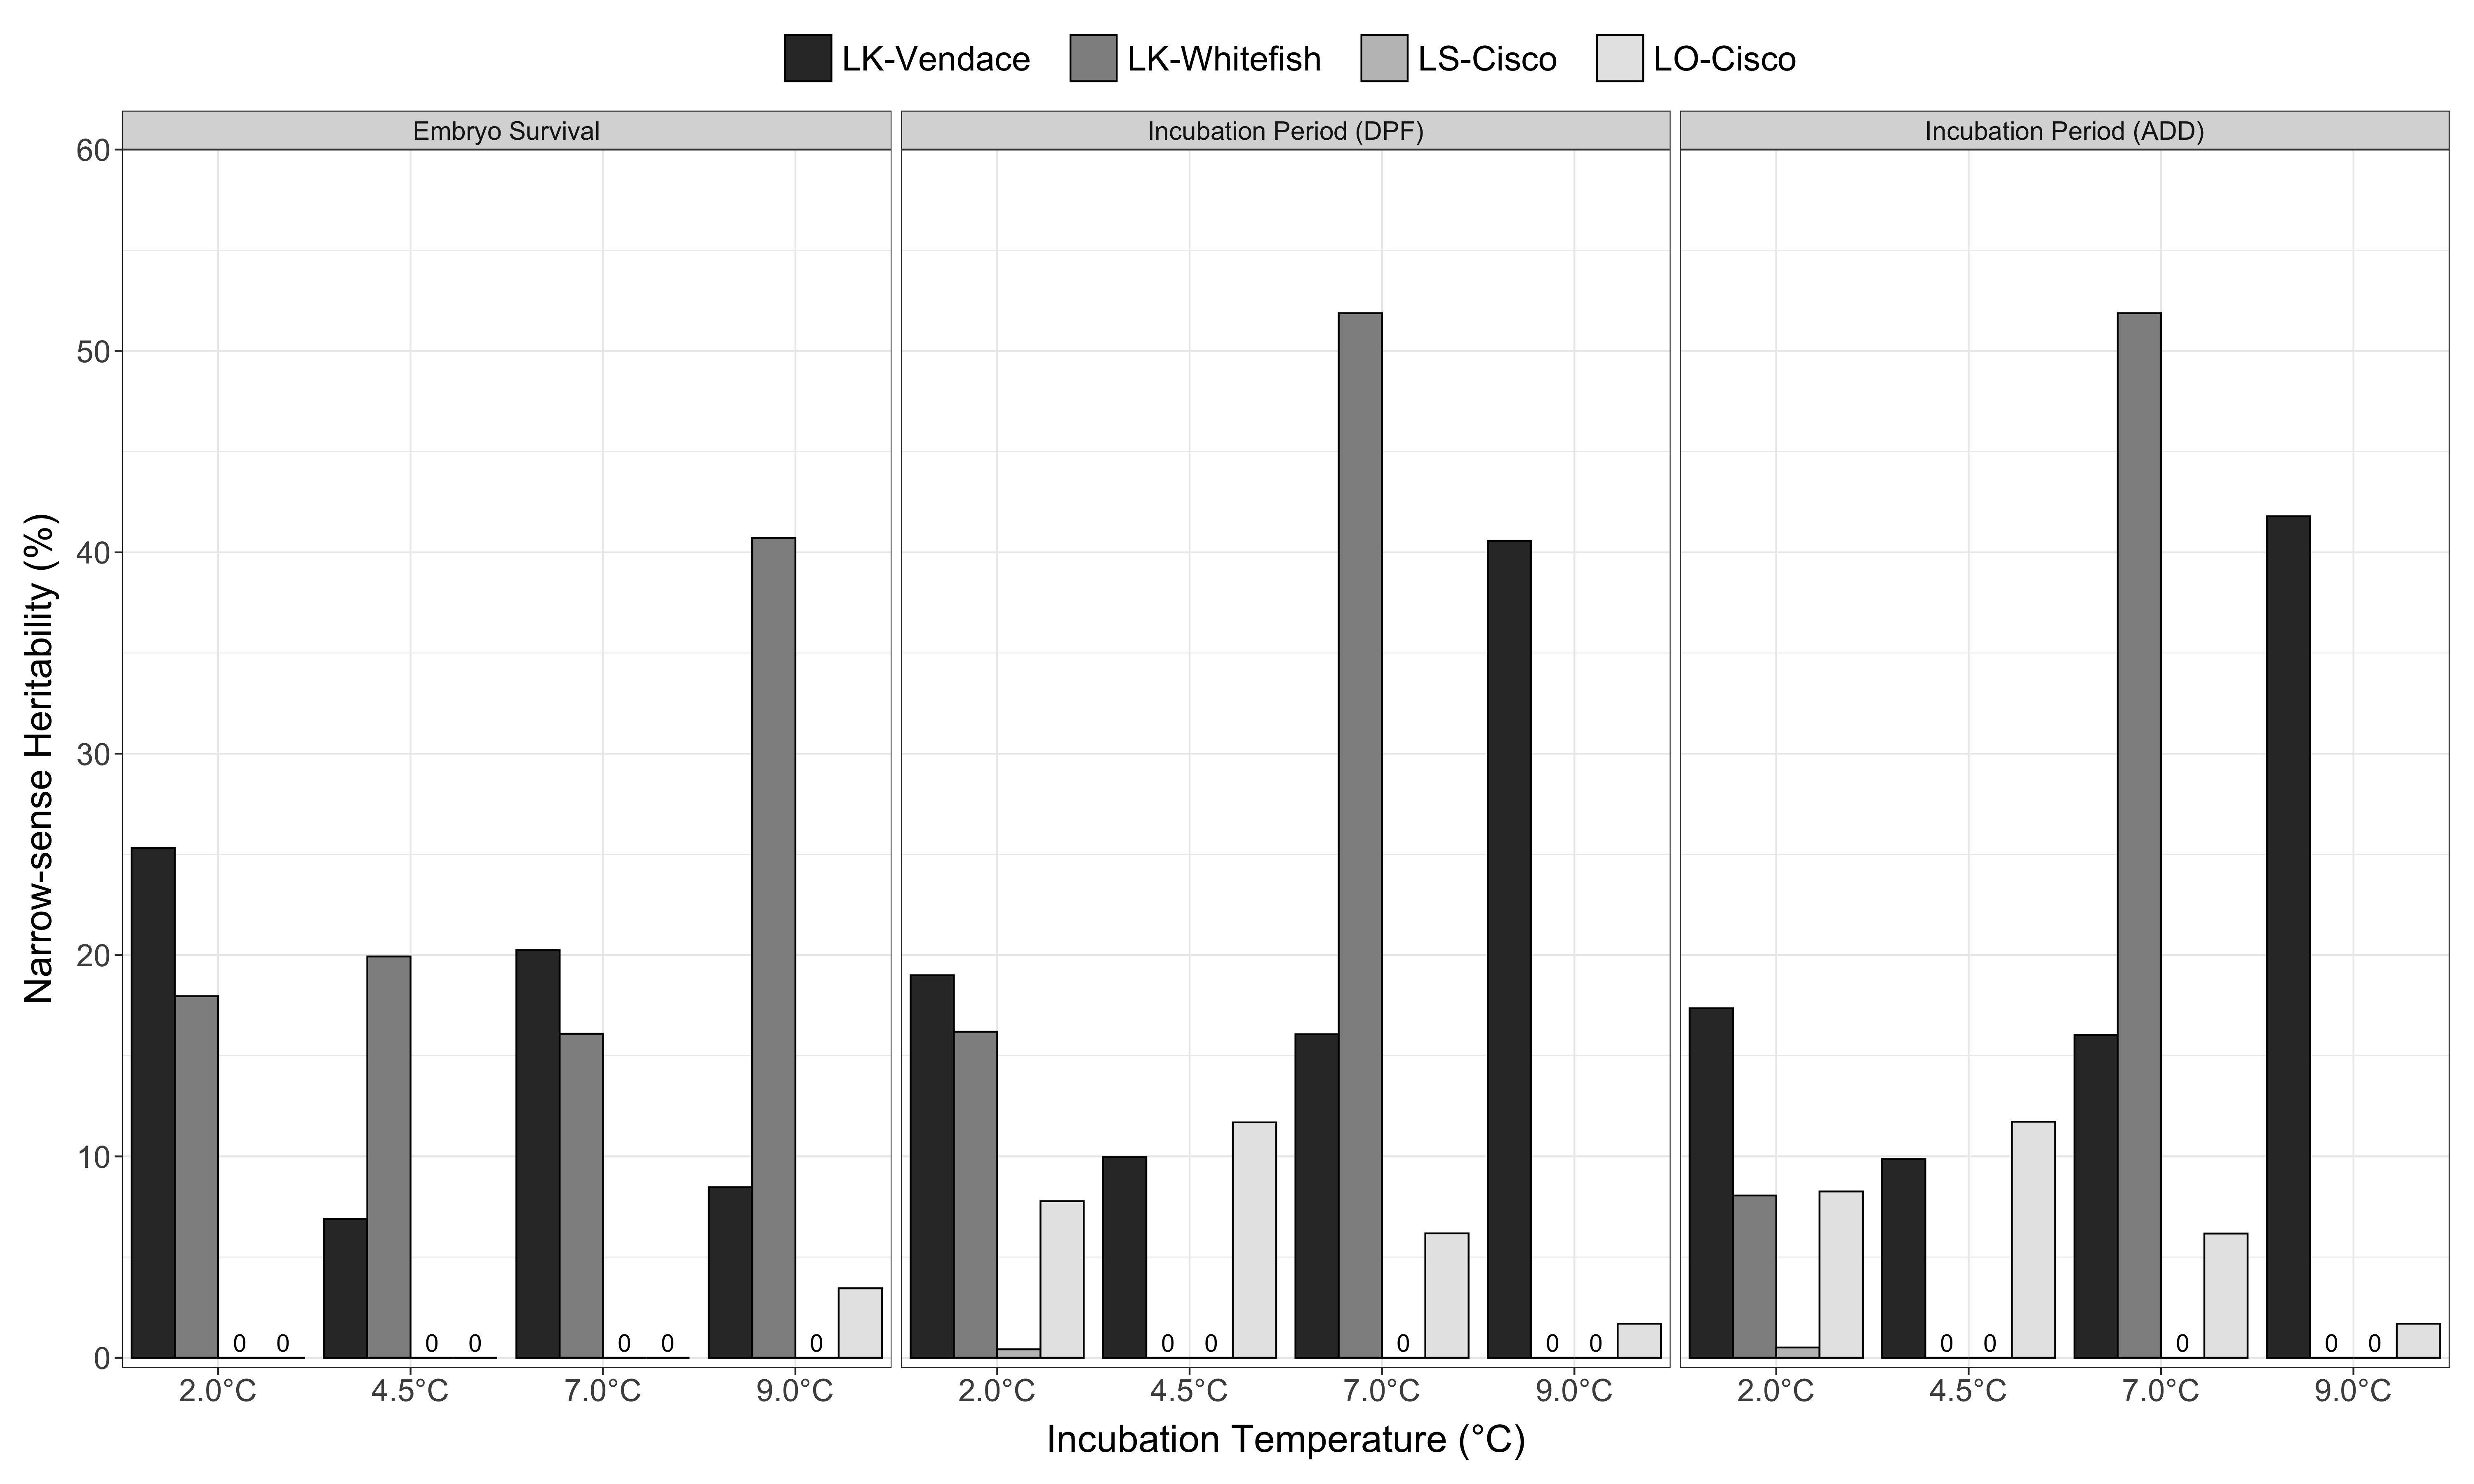 LK-Vendace LK-Whitefish LS-Cisco LO-Cisco
Embryo Survival Incubation Period (DPF) Incubation Period (ADD)
Narrow-sense Heritability (%)
60
50
40
30
20
10
0
0 0 0 0 0 0 0 0 0 0 0 0 0 0 0 0 0
2.0°C 4.5°C 7.0°C 9.0°C 2.0°C 4.5°C 7.0°C 9.0°C 2.0°C 4.5°C 7.0°C 9.0°C
Incubation Temperature (°C)